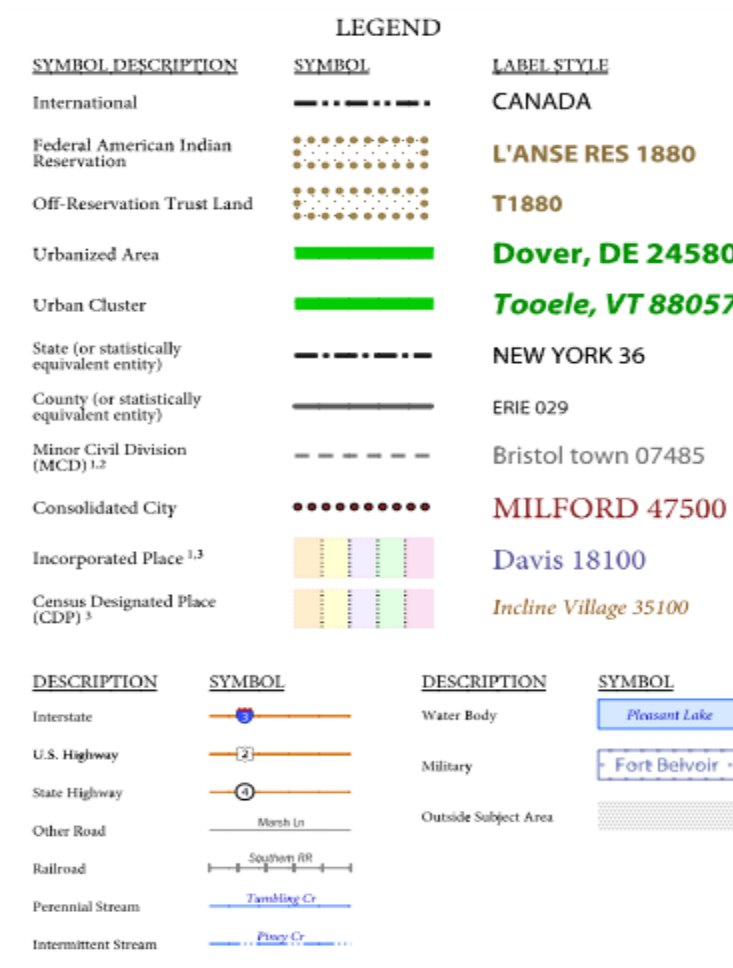 LEGEND
SYMBOL DESCRIPTION SYMBOL LABEL STYLE
International CANADA
Federal American Indian
Reservation L'ANSE RES 1880
Off-Reservation Trust Land T1880
Urbanized Area Dover, DE 24580
Urban Cluster Tooele, VT 88057
State (or statistically
equivalent entity) NEW YORK 36
County (or statistically
equivalent entity) ERIE 029
Minor Civil Division
(MCD) 1,2 Bristol town 07485
Consolidated City MILFORD 47500
Incorporated Place 1,3 Davis 18100
Census Designated Place
(CDP) 3 Incline Village 35100
DESCRIPTION SYMBOL DESCRIPTION SYMBOL
Interstate 3 Water Body Pleasant Lake
U.S. Highway 2
Military Fort Belvoir
State Highway 4
Outside Subject Area
Other Road Marsh Ln
Railroad Southern RR
Perennial Stream Tumbling Cr
Intermittent Stream Piney Cr